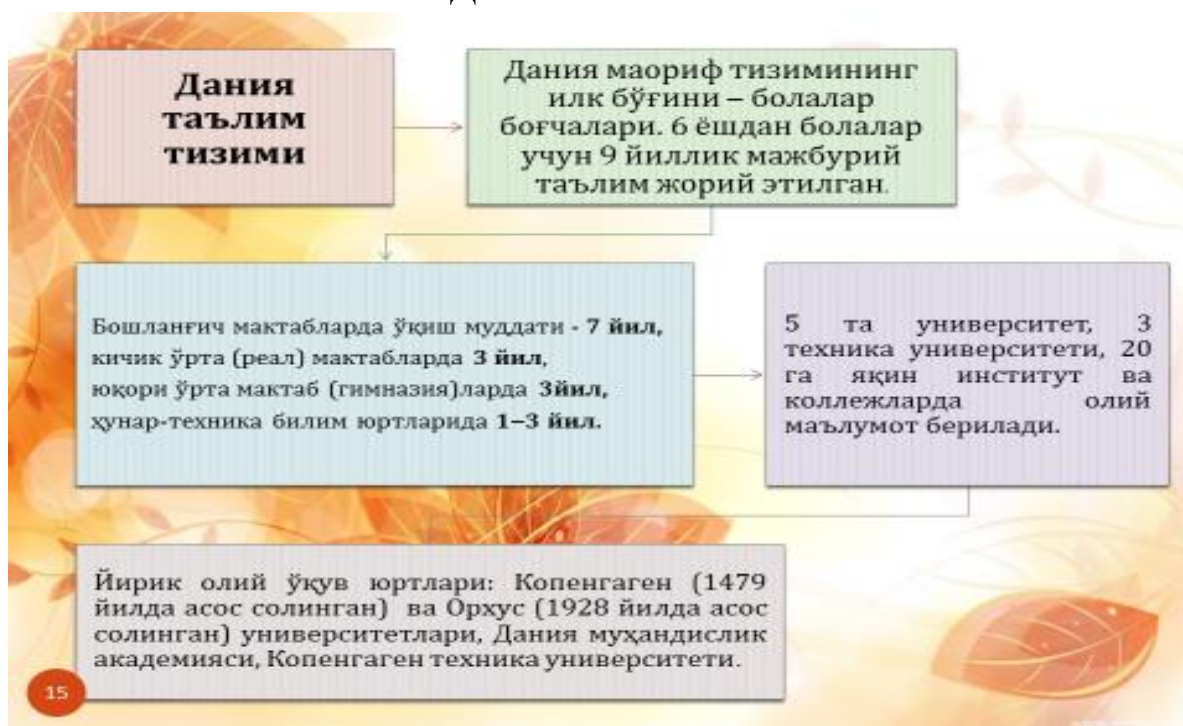 Дания
таълим
тизими
Дания маориф тизимининг
илк бўғини – болалар
боғчалари. 6 ёшдан болалар
учун 9 йиллик мажбурий
таълим жорий этилган.
Бошланғич мактабларда ўқиш муддати - 7 йил,
кичик ўрта (реал) мактабларда 3 йил,
юқори ўрта мактаб (гимназия)ларда 3йил,
ҳунар-техника билим юртларида 1–3 йил.
5 та университет, 3
техника университети, 20
га яқин институт ва
коллежларда олий
маълумот берилади.
Йирик олий ўқув юртлари: Копенгаген (1479
йилда асос солинган) ва Орхус (1928 йилда асос
солинган) университетлари, Дания муҳандислик
академияси, Копенгаген техника университети.
15